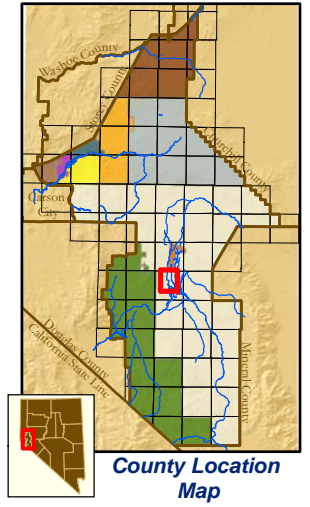 Washoe County
Storey County
Churchill County
Carson
City
Douglas County
California State Line
Mineral County
County Location
Map